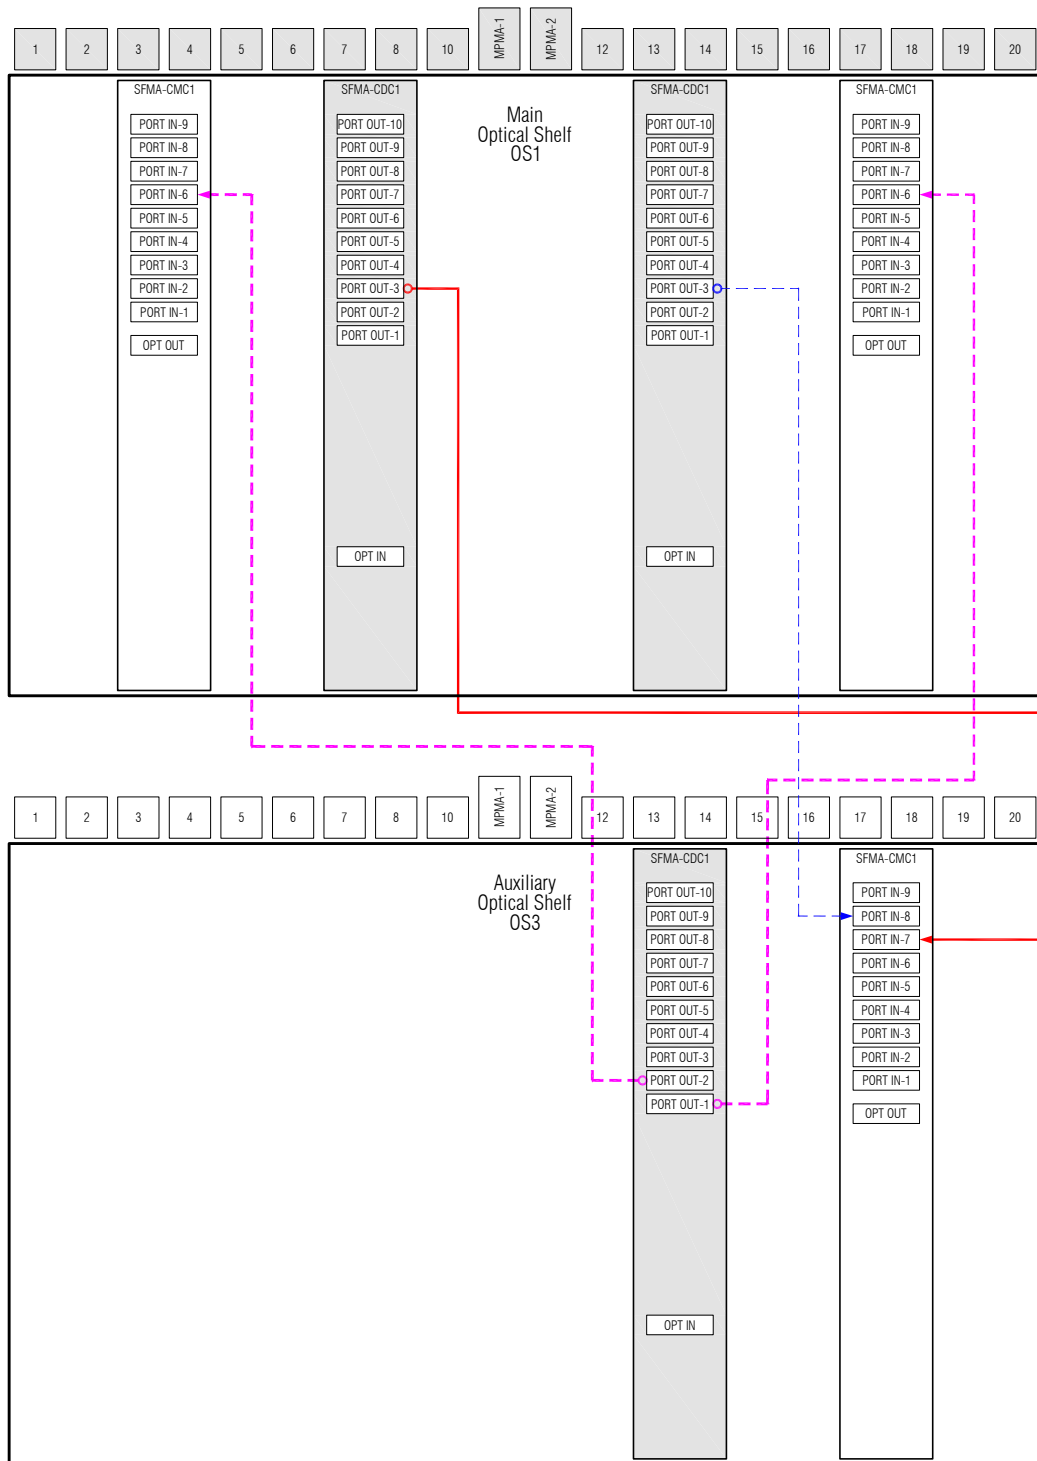 1 2 3 4 5 6 7 8 10 MPMA-1 MPMA-2 12 13 14 15 16 17 18 19 20
SFMA-CMC1
PORT IN-9
PORT IN-8
PORT IN-7
PORT IN-6
PORT IN-5
PORT IN-4
PORT IN-3
PORT IN-2
PORT IN-1
OPT OUT
SFMA-CDC1
PORT OUT-10
PORT OUT-9
PORT OUT-8
PORT OUT-7
PORT OUT-6
PORT OUT-5
PORT OUT-4
PORT OUT-3
PORT OUT-2
PORT OUT-1
OPT IN
Main
Optical Shelf
OS1
SFMA-CDC1
PORT OUT-10
PORT OUT-9
PORT OUT-8
PORT OUT-7
PORT OUT-6
PORT OUT-5
PORT OUT-4
PORT OUT-3
PORT OUT-2
PORT OUT-1
OPT IN
SFMA-CMC1
PORT IN-9
PORT IN-8
PORT IN-7
PORT IN-6
PORT IN-5
PORT IN-4
PORT IN-3
PORT IN-2
PORT IN-1
OPT OUT
1 2 3 4 5 6 7 8 10 MPMA-1 MPMA-2 12 13 14 15 16 17 18 19 20
Auxiliary
Optical Shelf
OS3
SFMA-CDC1
PORT OUT-10
PORT OUT-9
PORT OUT-8
PORT OUT-7
PORT OUT-6
PORT OUT-5
PORT OUT-4
PORT OUT-3
PORT OUT-2
PORT OUT-1
OPT IN
SFMA-CMC1
PORT IN-9
PORT IN-8
PORT IN-7
PORT IN-6
PORT IN-5
PORT IN-4
PORT IN-3
PORT IN-2
PORT IN-1
OPT OUT